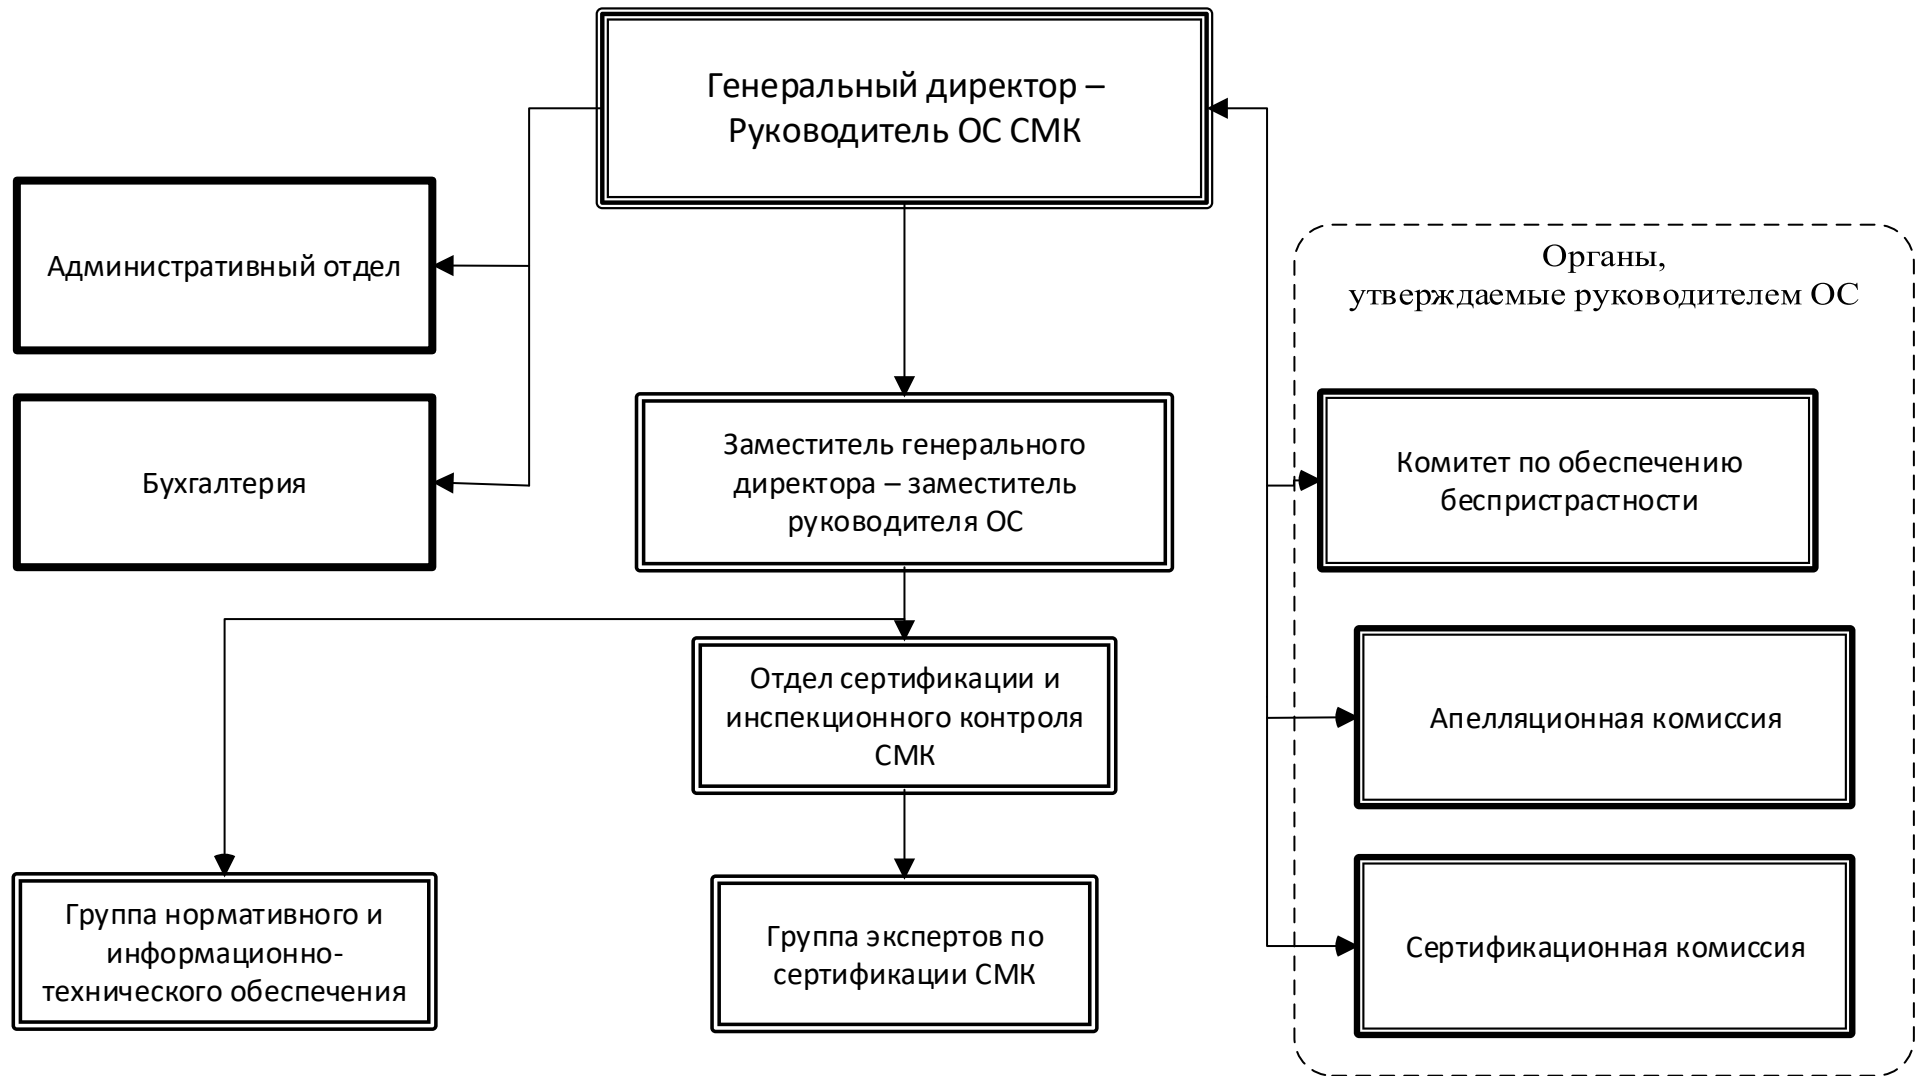 Генеральный директор –
Руководитель ОС СМК
Административный отдел
Бухгалтерия
Заместитель генерального
директора – заместитель
руководителя ОС
Отдел сертификации и
инспекционного контроля
СМК
Группа нормативного и
информационно-
технического обеспечения
Группа экспертов по
сертификации СМК
Органы,
утверждаемые руководителем ОС
Комитет по обеспечению
беспристрастности
Апелляционная комиссия
Сертификационная комиссия